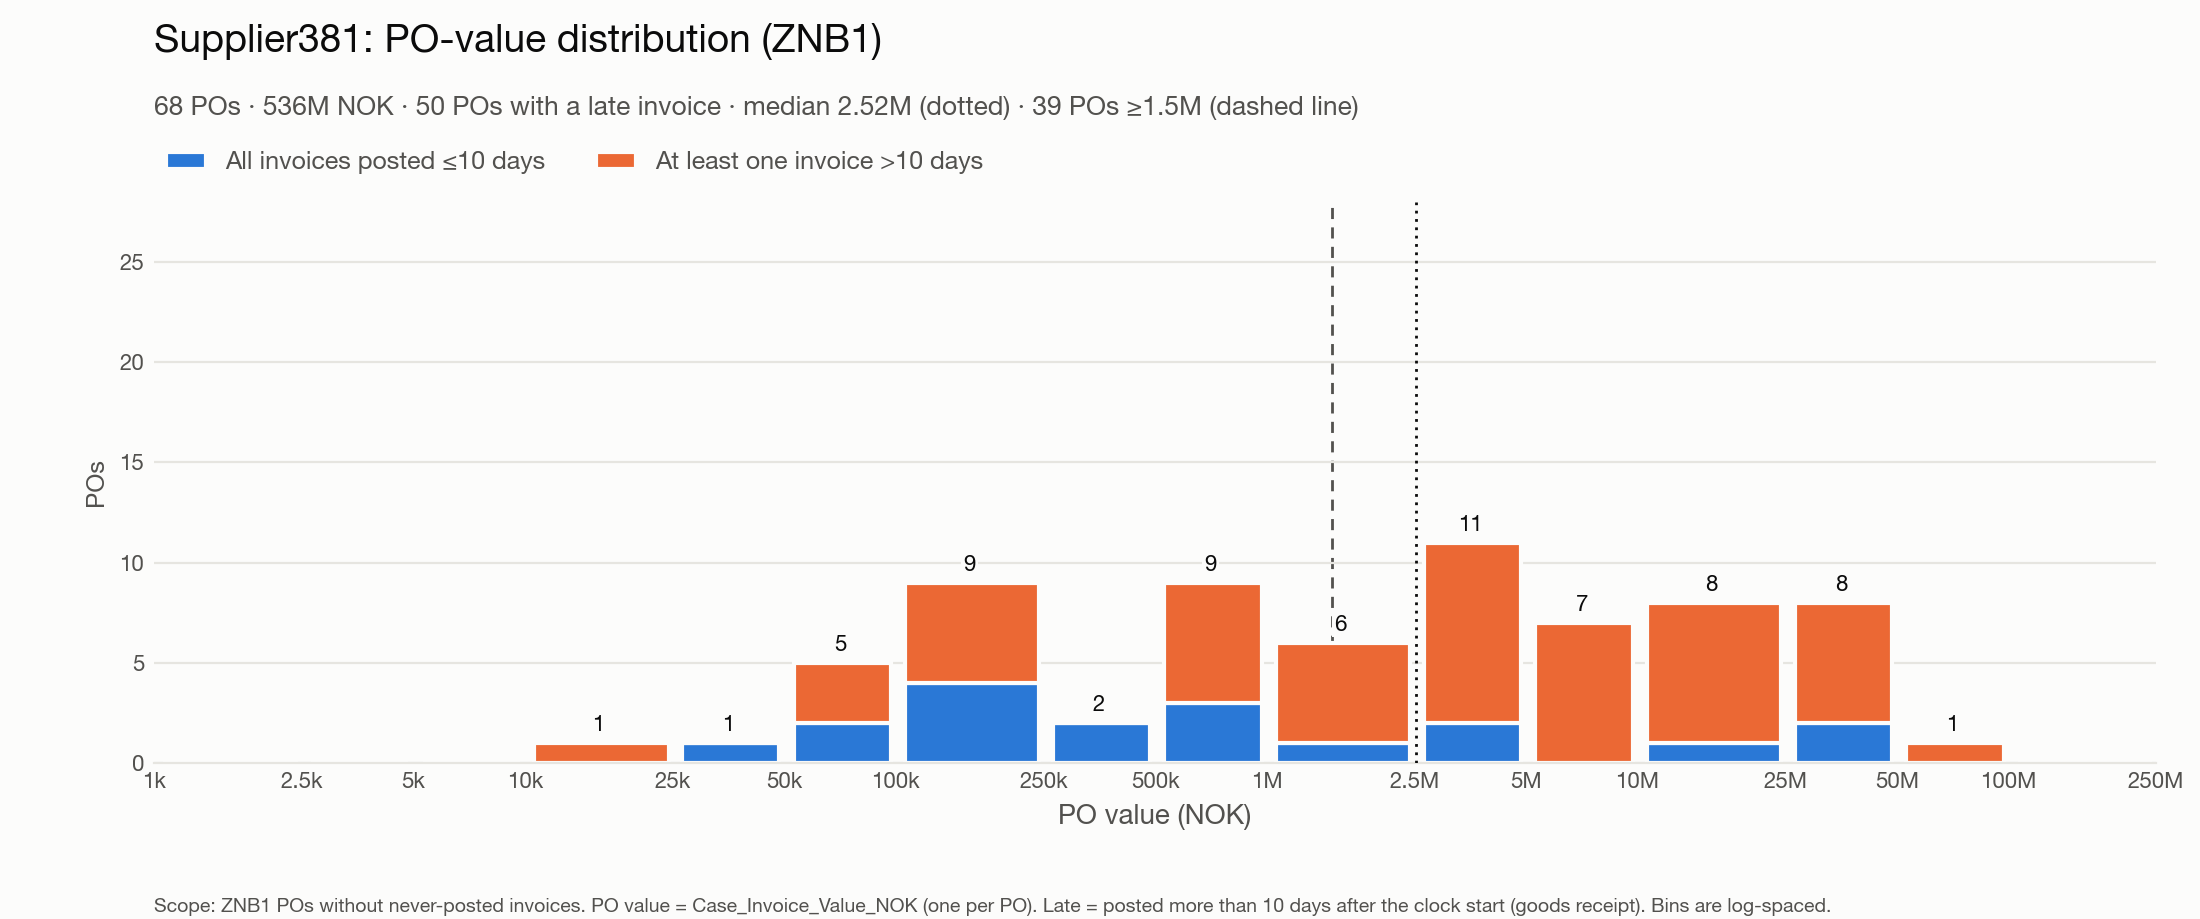 Supplier381: PO-value distribution (ZNB1)
68 POs · 536M NOK · 50 POs with a late invoice · median 2.52M (dotted) · 39 POs ≥1.5M (dashed line)
All invoices posted ≤10 days
At least one invoice >10 days
25
20
15
10
5
0
POs
1
1
5
9
2
9
6
11
7
8
8
1
1k
2.5k
5k
10k
25k
50k
100k
250k
500k
1M
2.5M
5M
10M
25M
50M
100M
250M
PO value (NOK)
Scope: ZNB1 POs without never-posted invoices. PO value = Case_Invoice_Value_NOK (one per PO). Late = posted more than 10 days after the clock start (goods receipt). Bins are log-spaced.